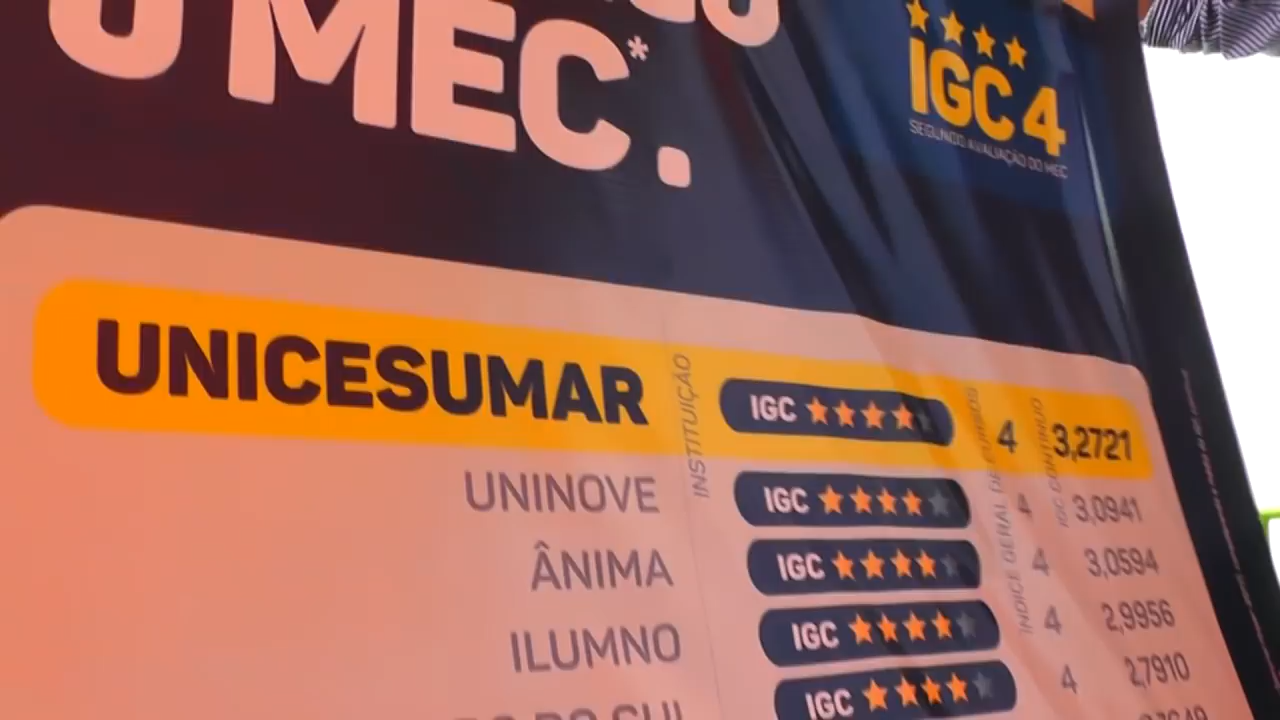 O MEC*.
IGC 4
SEGUNDO AVALIAÇÃO DO MEC
INSTITUIÇÃO
ÍNDICE GERAL DE CURSOS
IGC CONTÍNUO
UNICESUMAR IGC 4 3,2721
UNINOVE IGC 4 3,0941
ÂNIMA IGC 4 3,0594
ILUMNO IGC 4 2,9956
IGC 4 2,7910